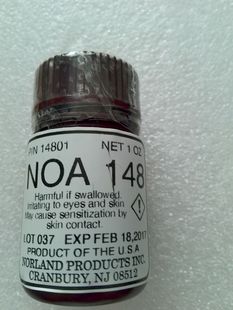 P/N 14801 NET 1 OZ
NOA 148
Harmful if swallowed.
Irritating to eyes and skin.
May cause sensitization by
skin contact.
LOT 037 EXP FEB 18, 201
PRODUCT OF THE U.S.A
NORLAND PRODUCTS INC.
CRANBURY, NJ 08512